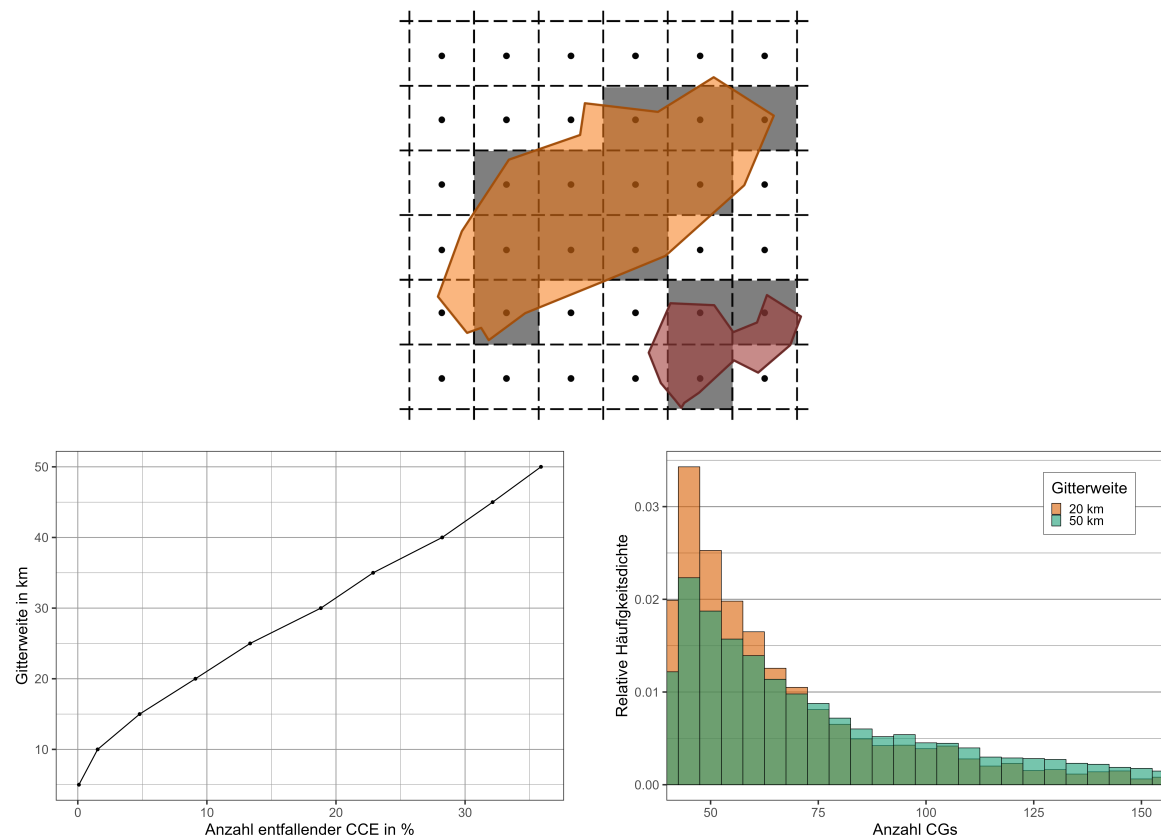 50
40
30
20
10
Gitterweite in km
0
10
20
30
Anzahl entfallender CCE in %
Gitterweite
20 km
50 km
0.03
0.02
0.01
0.00
Relative Häufigkeitsdichte
50
75
100
125
150
Anzahl CGs